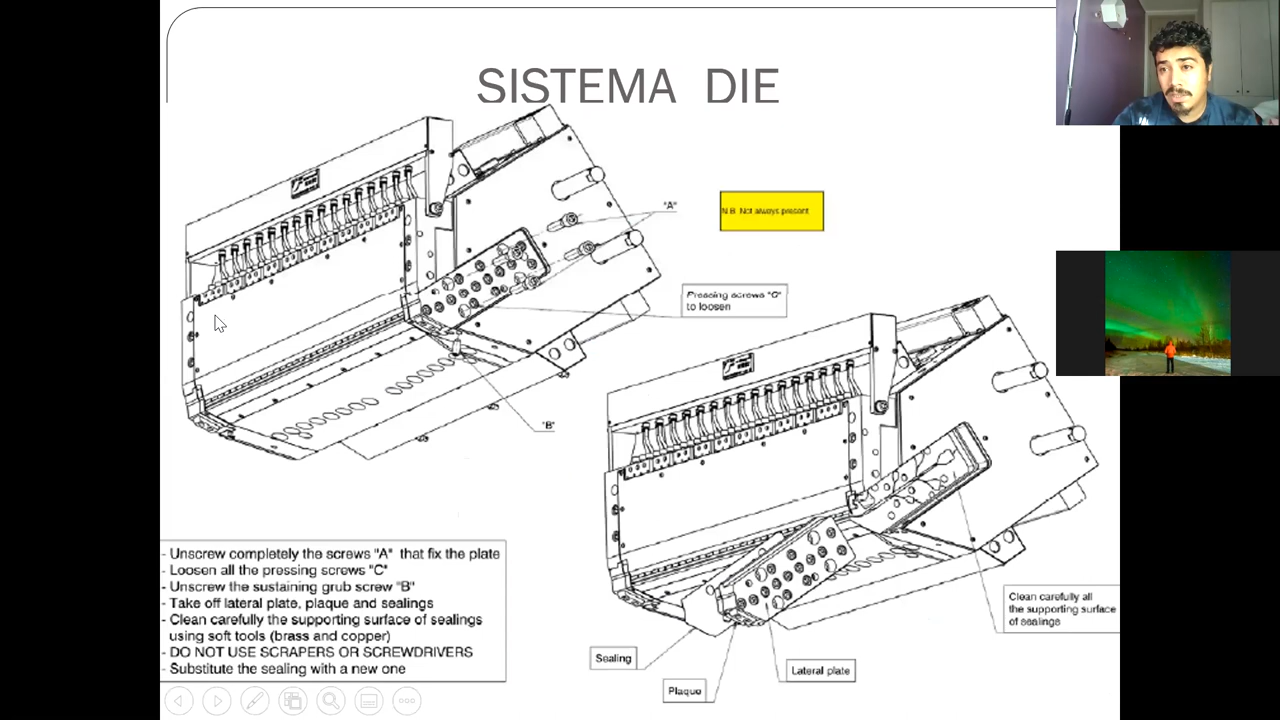 SISTEMA DIE
"A"
N.B. Not always present
Pressing screws "C"
to loosen
"B"
- Unscrew completely the screws "A" that fix the plate
- Loosen all the pressing screws "C"
- Unscrew the sustaining grub screw "B"
- Take off lateral plate, plaque and sealings
- Clean carefully the supporting surface of sealings
using soft tools (brass and copper)
- DO NOT USE SCRAPERS OR SCREWDRIVERS
- Substitute the sealing with a new one
Clean carefully all
the supporting surface
of sealings
Sealing
Lateral plate
Plaque